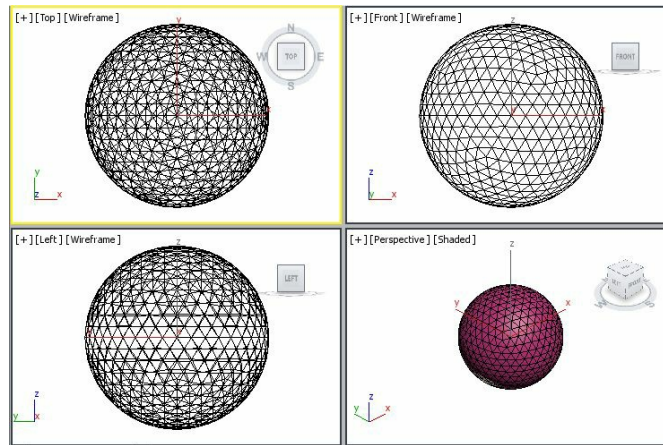 [+] [Top] [Wireframe]
y
x
N
W
TOP
E
S
y
z
x
[+] [Front] [Wireframe]
z
y
x
FRONT
z
y
x
[+] [Left] [Wireframe]
z
y
LEFT
z
y
x
[+] [Perspective] [Shaded]
z
y
x
z
y
x